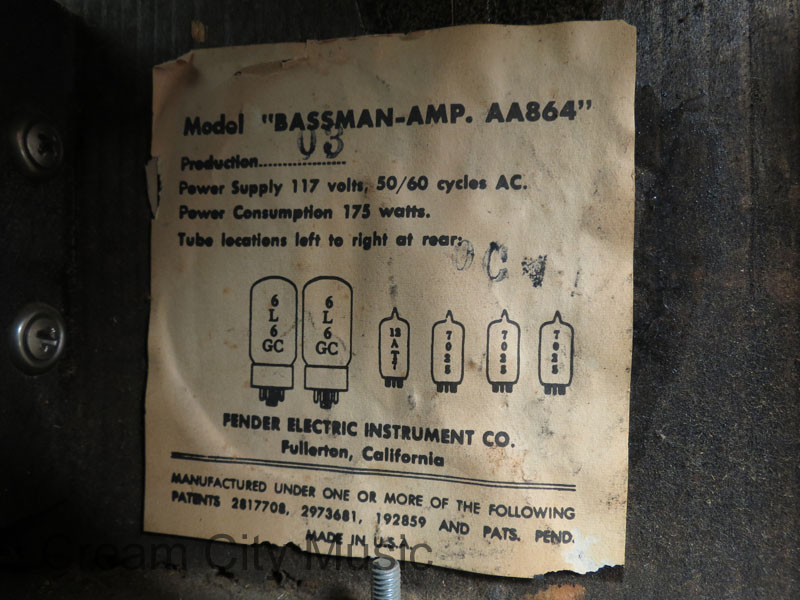 Model "BASSMAN-AMP. AA864"
Production.................... 03
Power Supply 117 volts, 50/60 cycles AC.
Power Consumption 175 watts.
Tube locations left to right at rear:
6L6GC 6L6GC 12AT7 7025 7025 7025
FENDER ELECTRIC INSTRUMENT CO.
Fullerton, California
MANUFACTURED UNDER ONE OR MORE OF THE FOLLOWING
PATENTS 2817708, 2973681, 192859 AND PATS. PEND.
MADE IN U.S.A.
Cream City Music